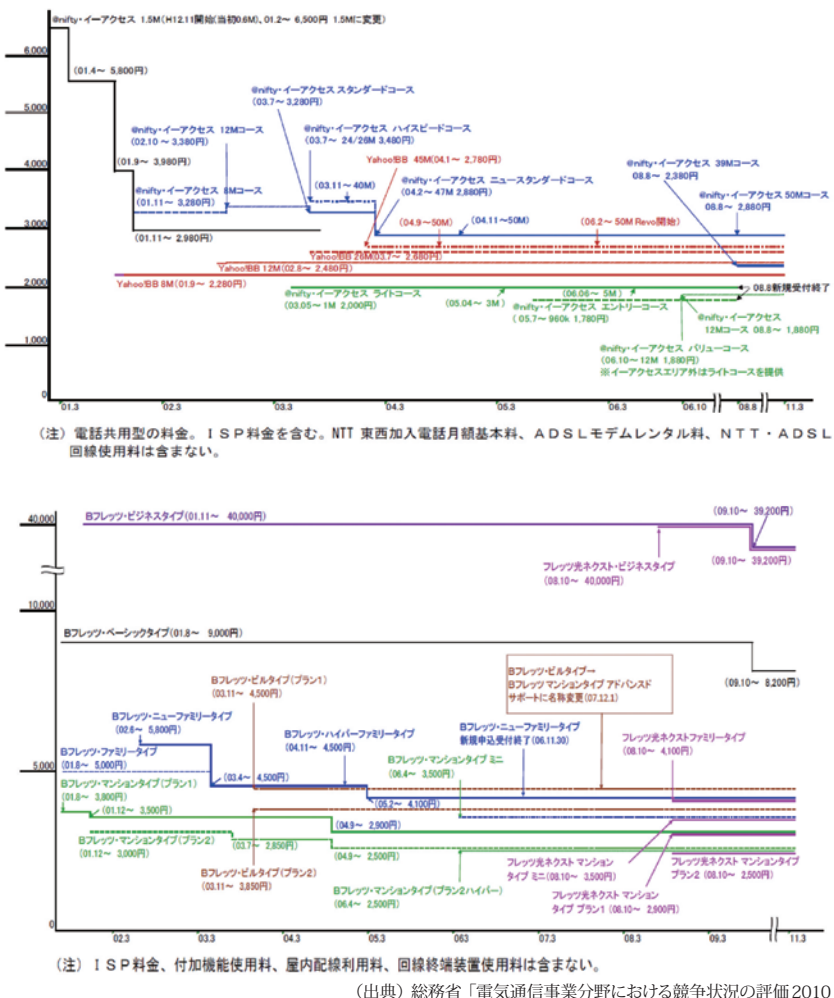 @nifty・イーアクセス 1.5M(H12.11開始(当初0.6M)、01.2～ 6,500円 1.5Mに変更)
6,000
(01.4～ 5,800円)
@nifty・イーアクセス スタンダードコース
(03.7～ 3,280円)
5,000
@nifty・イーアクセス 12Mコース
(02.10～ 3,380円)
@nifty・イーアクセス ハイスピードコース
(03.7～ 24/26M 3,480円)
Yahoo!BB 45M(04.1～ 2,780円)
4,000
(01.9～ 3,980円)
@nifty・イーアクセス 8Mコース
(01.11～ 3,280円)
(03.11～40M)
@nifty・イーアクセス ニュースタンダードコース
(04.2～ 47M 2,880円)
@nifty・イーアクセス 39Mコース
08.8～ 2,380円
@nifty・イーアクセス 50Mコース
08.8～ 2,880円
3,000
(01.11～ 2,980円)
(04.9～50M)
(04.11～50M)
(06.2～ 50M Revo開始)
Yahoo!BB 26M(03.7～ 2,680円)
Yahoo!BB 12M(02.8～ 2,480円)
Yahoo!BB 8M(01.9～ 2,280円)
2,000
@nifty・イーアクセス ライトコース
(03.05～1M 2,000円)
(05.04～ 3M)
(06.06～ 5M)
08.8新規受付終了
@nifty・イーアクセス エントリーコース
(05.7～ 960k 1,780円)
@nifty・イーアクセス
12Mコース 08.8～ 1,880円
1,000
@nifty・イーアクセス バリューコース
(06.10～ 12M 1,880円)
※イーアクセスエリア外はライトコースを提供
0
01.3 02.3 03.3 04.3 05.3 06.3 06.10 08.8 11.3
（注）電話共用型の料金。ＩＳＰ料金を含む。NTT 東西加入電話月額基本料、ＡＤＳＬモデムレンタル料、ＮＴＴ・ＡＤＳＬ
回線使用料は含まない。
40,000
Bフレッツ・ビジネスタイプ(01.11～ 40,000円)
(09.10～ 39,200円)
フレッツ光ネクスト・ビジネスタイプ
(08.10～ 40,000円)
(09.10～ 39,200円)
10,000
Bフレッツ・ベーシックタイプ(01.8～ 9,000円)
(09.10～ 8,200円)
Bフレッツ・ビルタイプ(プラン1)
(03.11～ 4,500円)
Bフレッツ・ビルタイプ→
Bフレッツ マンションタイプ アドバンスド
サポートに名称変更(07.12.1)
Bフレッツ・ニューファミリータイプ
(02.6～ 5,800円)
Bフレッツ・ハイパーファミリータイプ
(04.11～ 4,500円)
Bフレッツ・ニューファミリータイプ
新規申込受付終了(06.11.30)
フレッツ光ネクストファミリータイプ
(08.10～ 4,100円)
5,000
Bフレッツ・ファミリータイプ
(01.8～ 5,000円)
(03.4～ 4,500円)
Bフレッツ・マンションタイプ ミニ
(06.4～ 3,500円)
Bフレッツ・マンションタイプ(プラン1)
(01.8～ 3,800円)
(01.12～ 3,500円)
(05.2～ 4,100円)
(04.9～ 2,900円)
Bフレッツ・マンションタイプ(プラン2)
(01.12～ 3,000円)
(03.7～ 2,850円)
(04.9～ 2,500円)
Bフレッツ・ビルタイプ(プラン2)
(03.11～ 3,850円)
Bフレッツ・マンションタイプ(プラン2ハイパー)
(06.4～ 2,500円)
フレッツ光ネクスト マンション
タイプ ミニ(08.10～ 3,500円)
フレッツ光ネクスト マンションタイプ
プラン2 (08.10～ 2,500円)
フレッツ光ネクスト マンション
タイプ プラン1 (08.10～ 2,900円)
0
02.3 03.3 04.3 05.3 063 07.3 08.3 09.3 11.3
（注）ＩＳＰ料金、付加機能使用料、屋内配線利用料、回線終端装置使用料は含まない。
（出典）総務省「電気通信事業分野における競争状況の評価2010